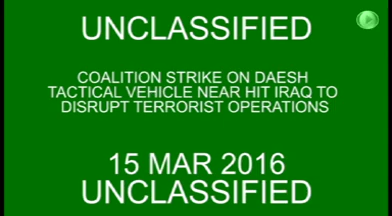 UNCLASSIFIED
COALITION STRIKE ON DAESH
TACTICAL VEHICLE NEAR HIT IRAQ TO
DISRUPT TERRORIST OPERATIONS
15 MAR 2016
UNCLASSIFIED